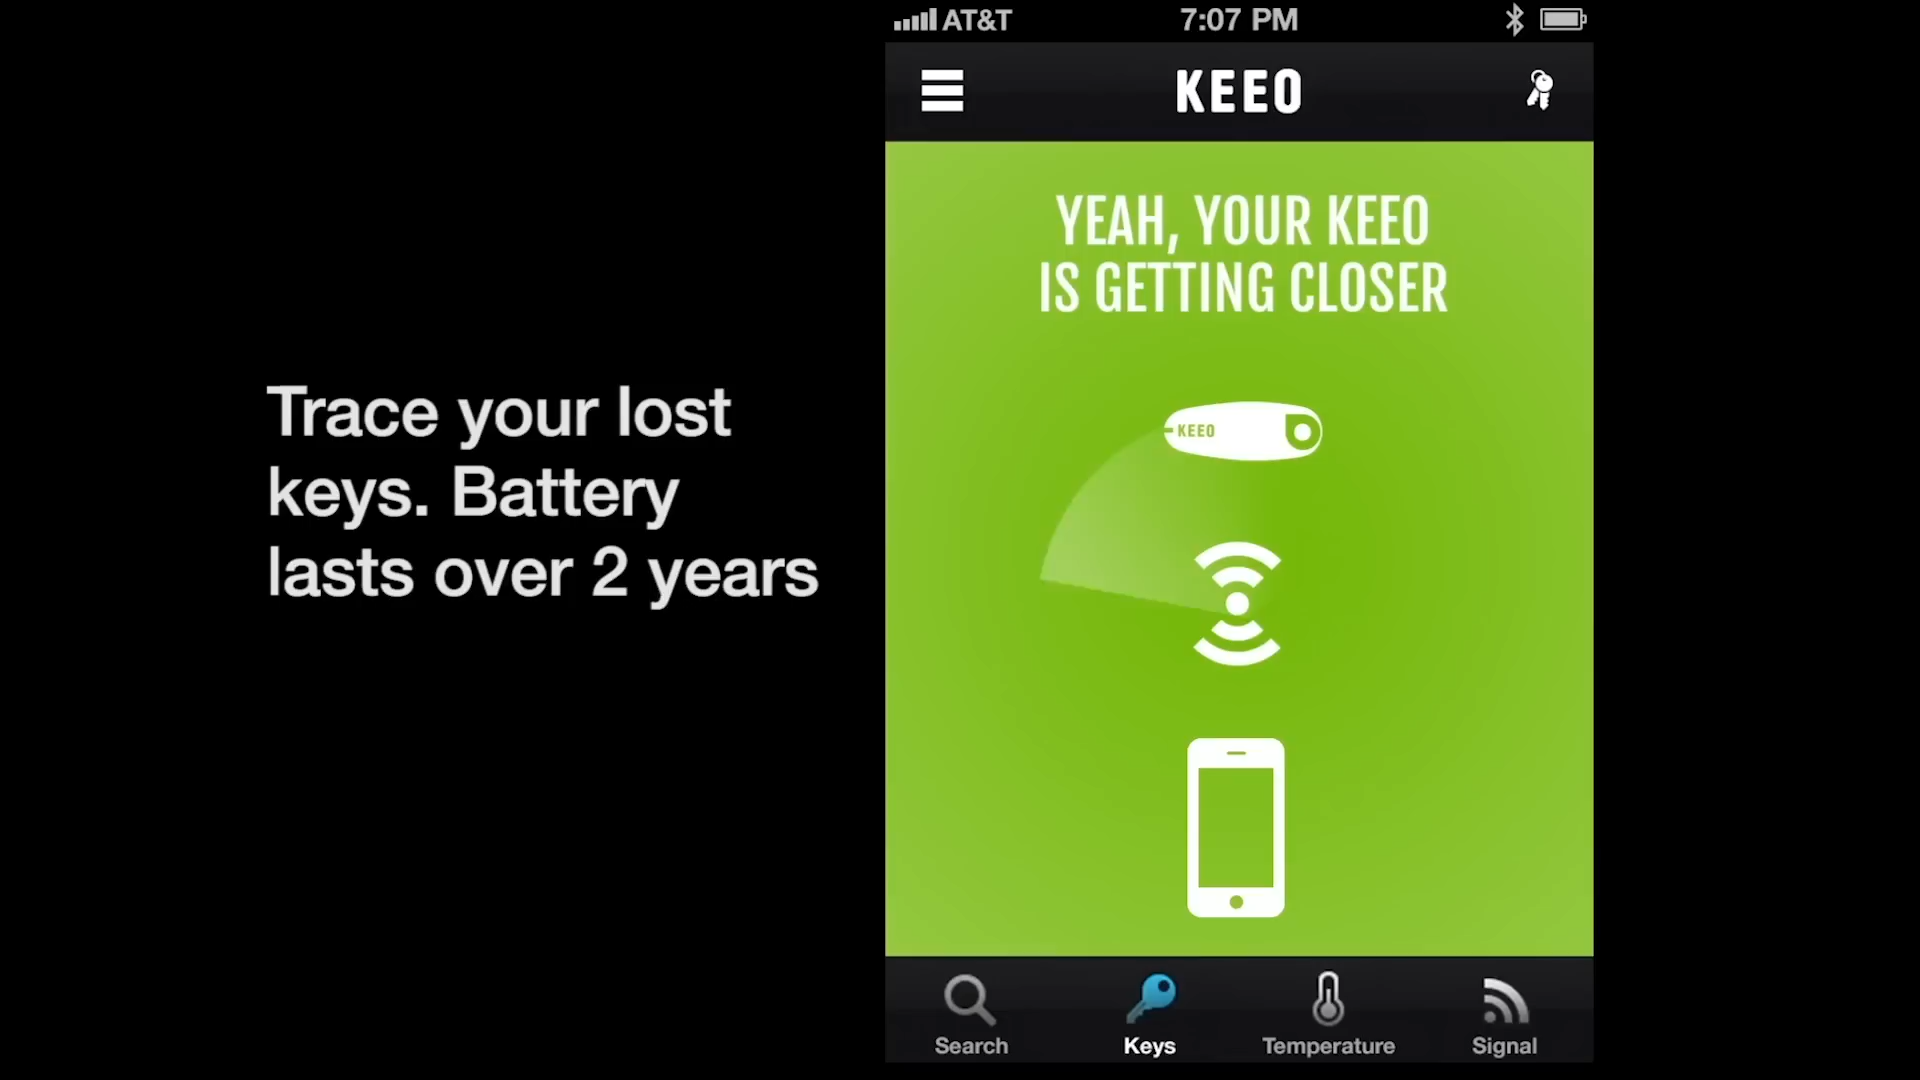 AT&T
7:07 PM
KEEO
YEAH, YOUR KEEO
IS GETTING CLOSER
KEEO
Trace your lost
keys. Battery
lasts over 2 years
Search
Keys
Temperature
Signal